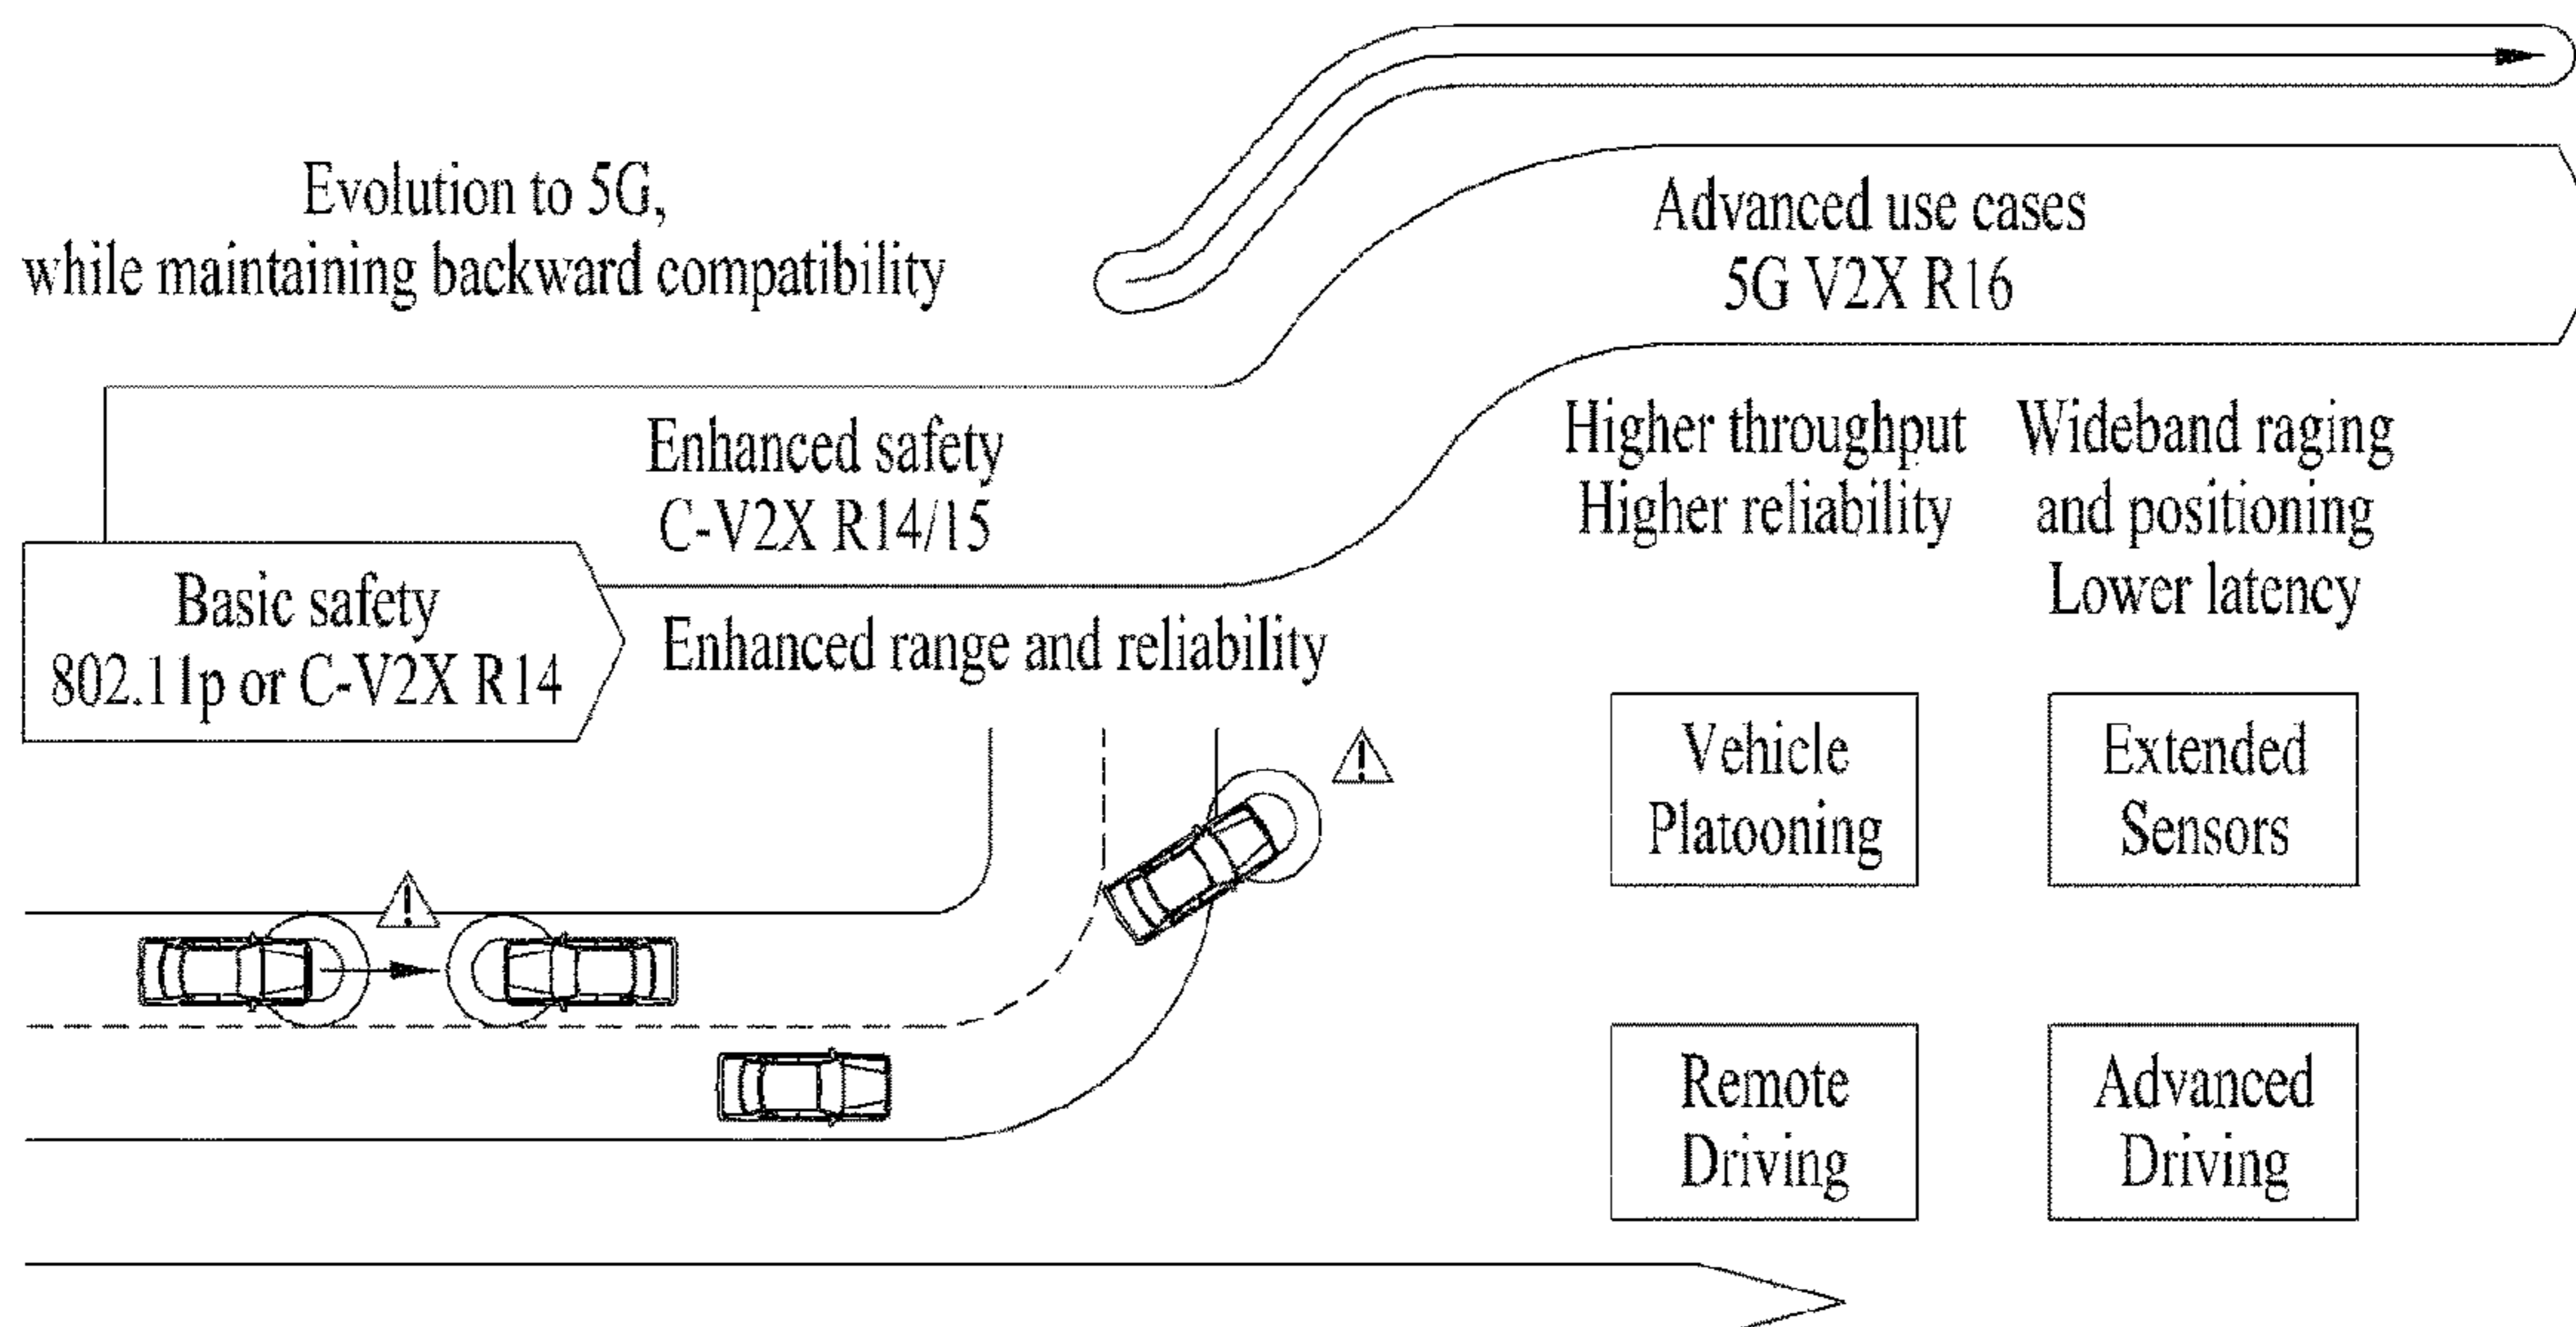 Evolution to 5G,
while maintaining backward compatibility
Advanced use cases
5G V2X R16
Enhanced safety
C-V2X R14/15
Basic safety
802.11p or C-V2X R14
Enhanced range and reliability
Higher throughput
Higher reliability
Wideband raging
and positioning
Lower latency
Vehicle
Platooning
Extended
Sensors
Remote
Driving
Advanced
Driving